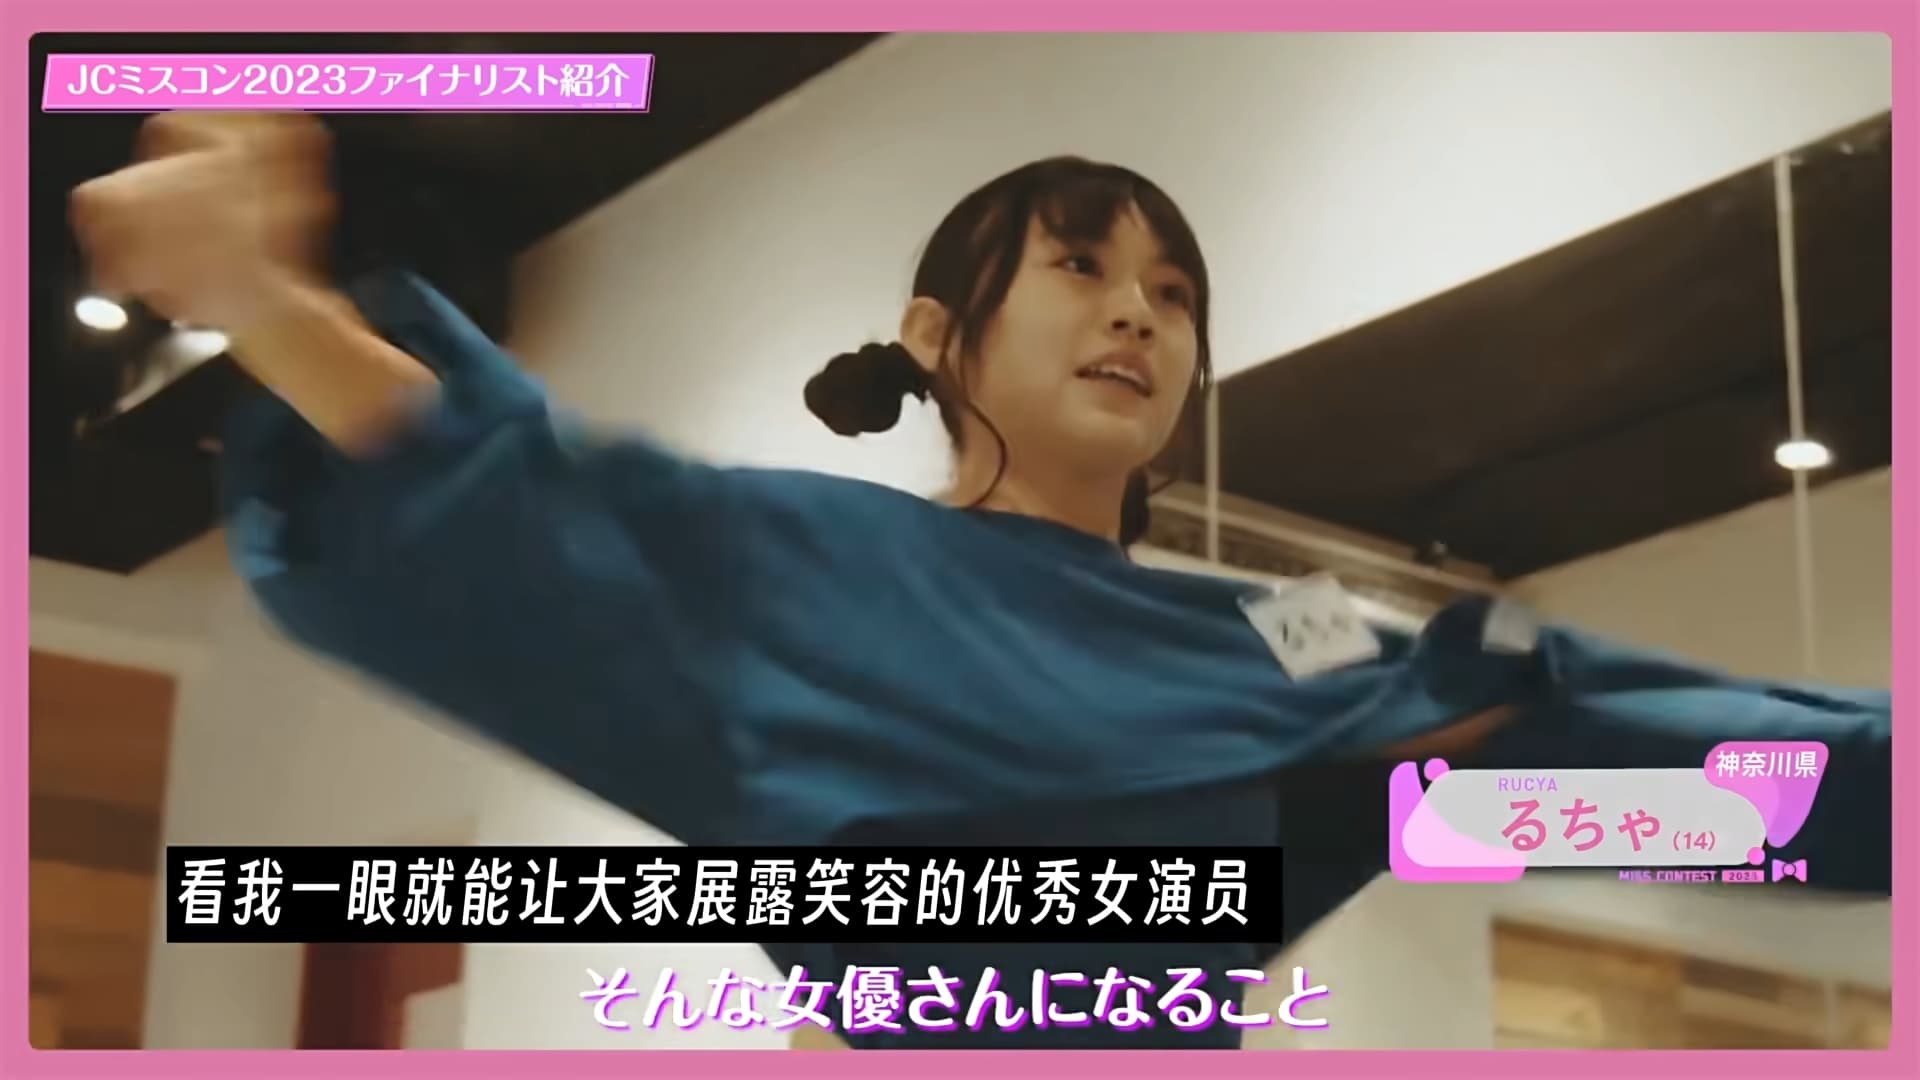 JCミスコン2023ファイナリスト紹介
るちゃ
神奈川県
RUCYA
るちゃ(14)
MISS CONTEST 2023
看我一眼就能让大家展露笑容的优秀女演员
そんな女優さんになること